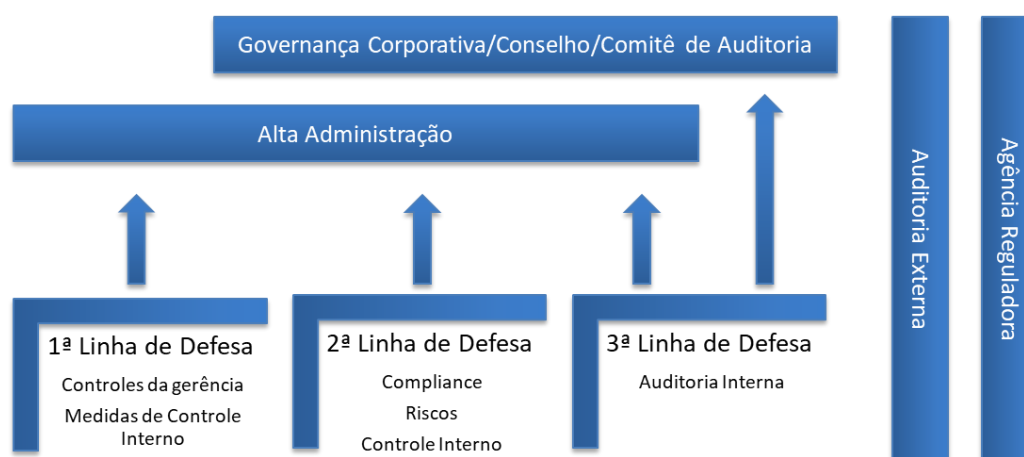 Governança Corporativa/Conselho/Comitê de Auditoria
Alta Administração
1ª Linha de Defesa
Controles da gerência
Medidas de Controle
Interno
2ª Linha de Defesa
Compliance
Riscos
Controle Interno
3ª Linha de Defesa
Auditoria Interna
Auditoria Externa
Agência Reguladora